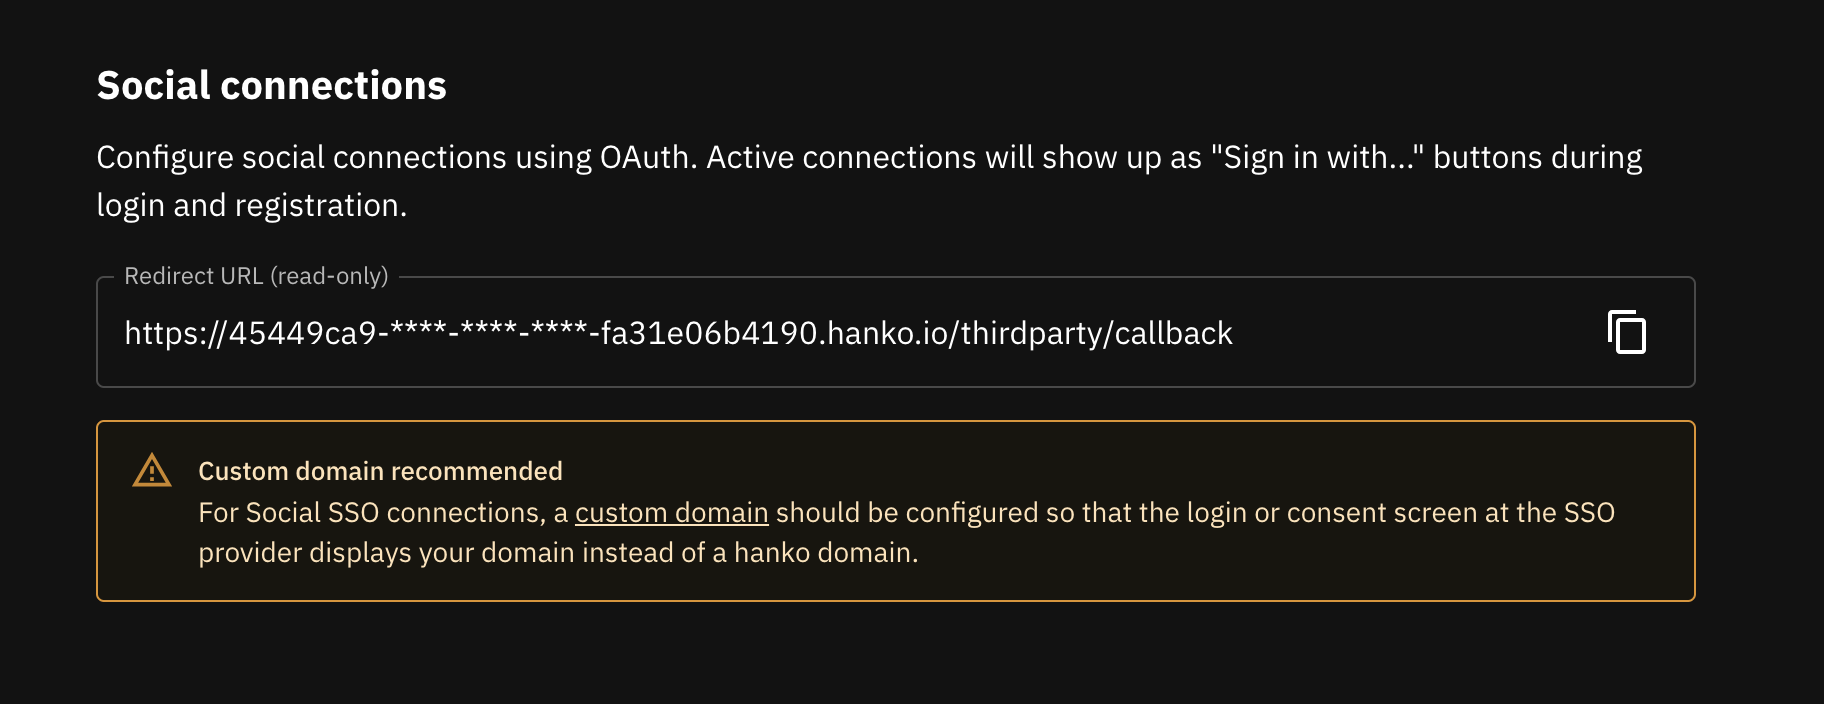 Social connections
Configure social connections using OAuth. Active connections will show up as "Sign in with..." buttons during
login and registration.
Redirect URL (read-only)
https://45449ca9-****-****-****-fa31e06b4190.hanko.io/thirdparty/callback
Custom domain recommended
For Social SSO connections, a custom domain should be configured so that the login or consent screen at the SSO
provider displays your domain instead of a hanko domain.